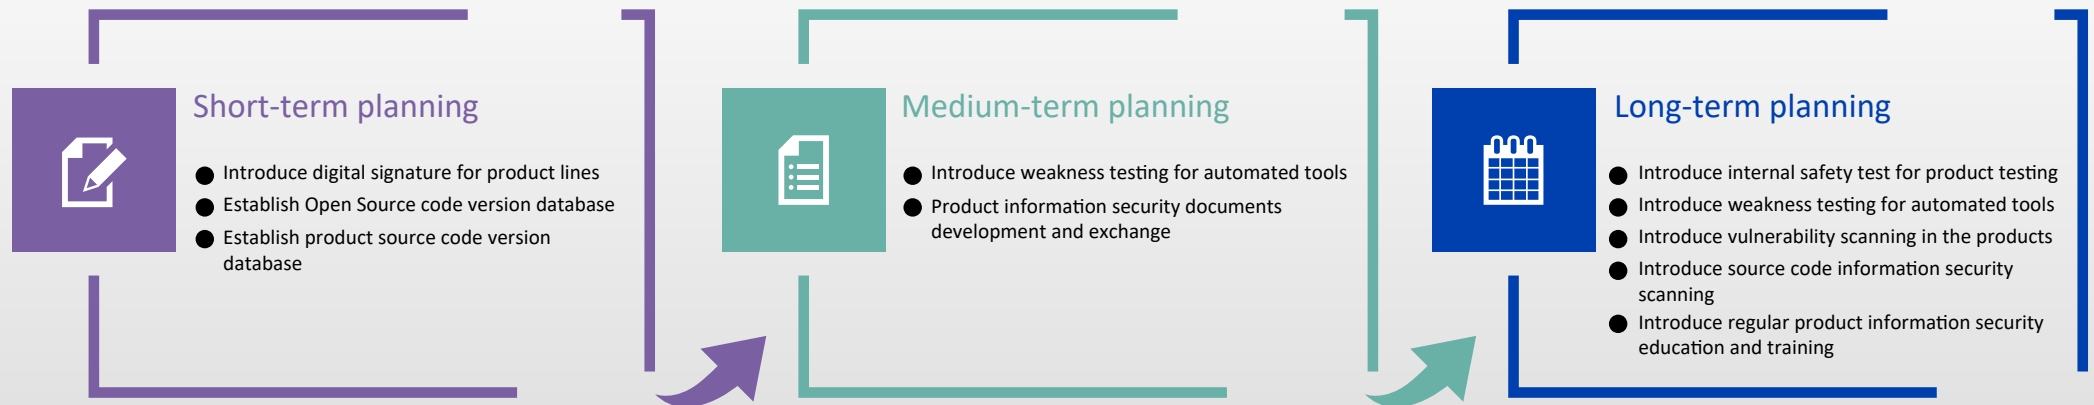 Short-term planning
● Introduce digital signature for product lines
● Establish Open Source code version database
● Establish product source code version
database
Medium-term planning
● Introduce weakness testing for automated tools
● Product information security documents
development and exchange
Long-term planning
● Introduce internal safety test for product testing
● Introduce weakness testing for automated tools
● Introduce vulnerability scanning in the products
● Introduce source code information security
scanning
● Introduce regular product information security
education and training